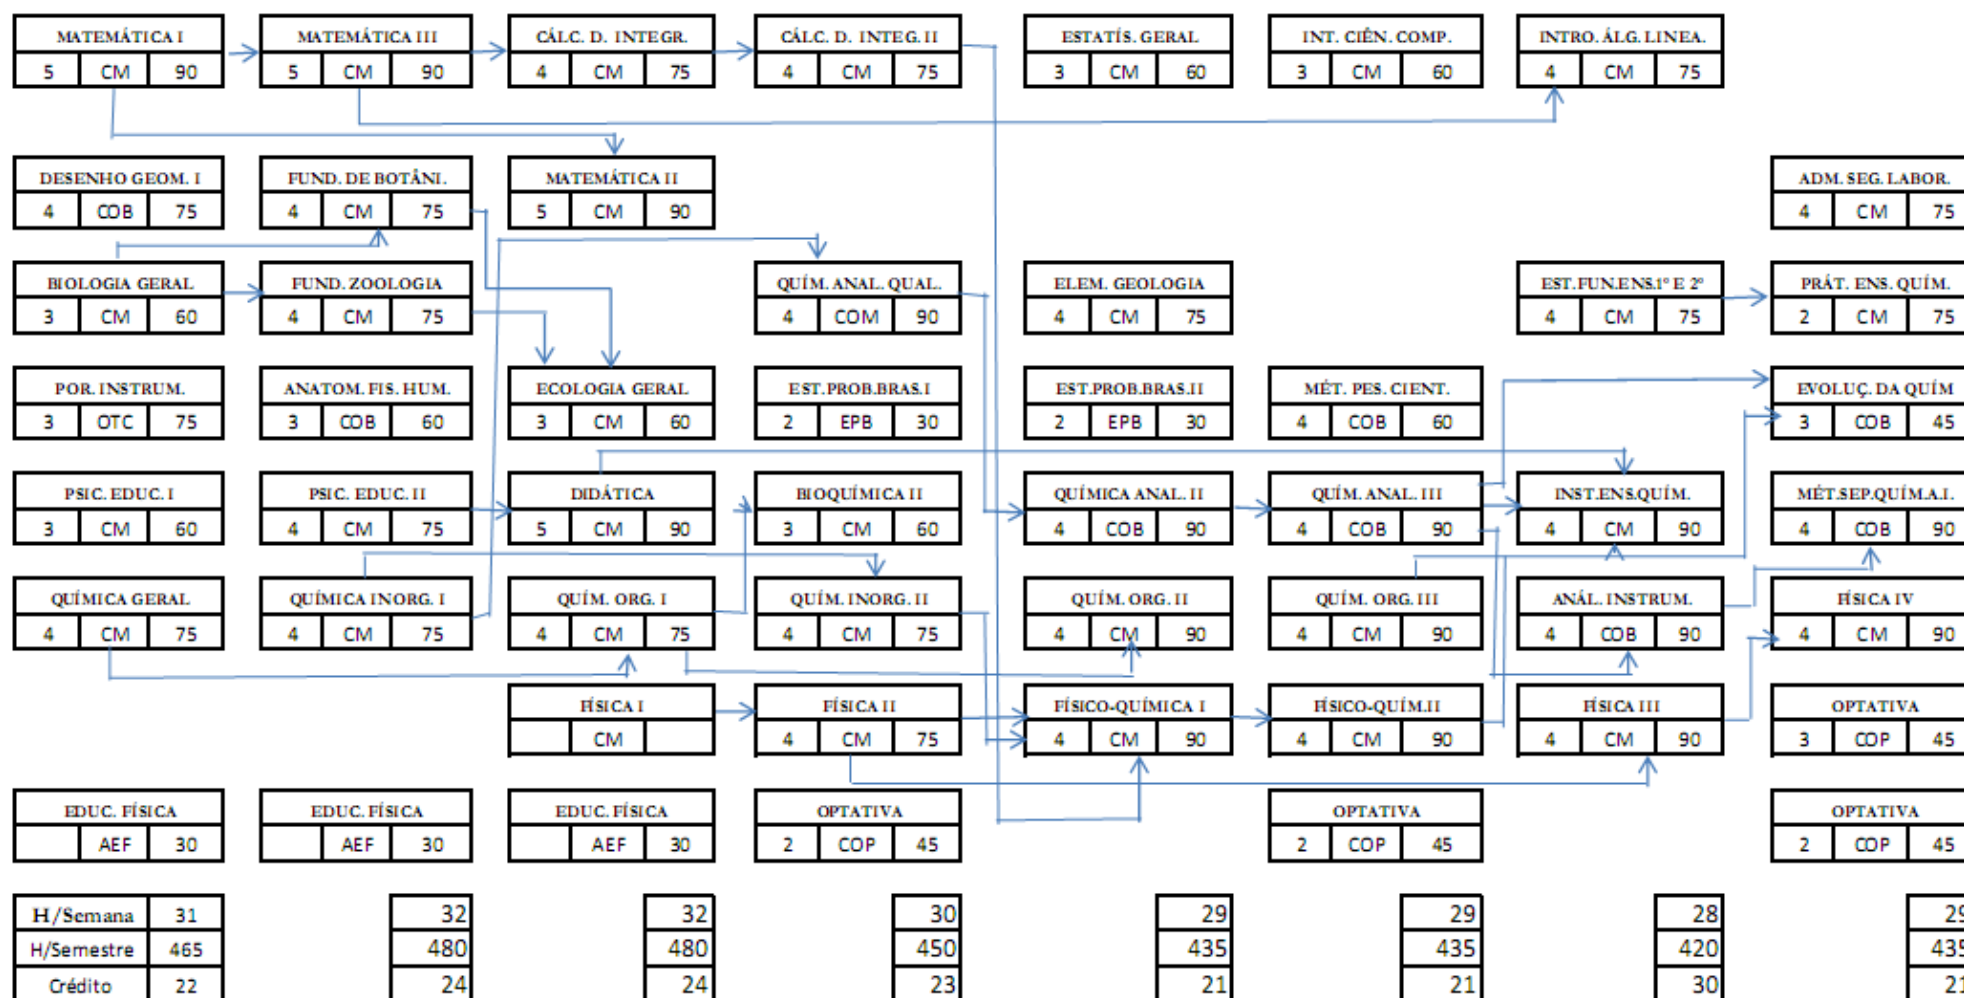 MATEMÁTICA I MATEMÁTICA III CÁLC. D. INTEGR. CÁLC. D. INTEG. II ESTATÍS. GERAL INT. CIÊN. COMP. INTRO. ÁLG. LINEA.
5 CM 90 5 CM 90 4 CM 75 4 CM 75 3 CM 60 3 CM 60 4 CM 75
DESENHO GEOM. I FUND. DE BOTÂNI. MATEMÁTICA II ADM. SEG. LABOR.
4 COB 75 4 CM 75 5 CM 90 4 CM 75
BIOLOGIA GERAL FUND. ZOOLOGIA QUÍM. ANAL. QUAL. ELEM. GEOLOGIA EST.FUN.ENS.1º E 2º PRÁT. ENS. QUÍM.
3 CM 60 4 CM 75 4 COM 90 4 CM 75 4 CM 75 2 CM 75
POR. INSTRUM. ANATOM. FIS. HUM. ECOLOGIA GERAL EST.PROB.BRAS.I EST.PROB.BRAS.II MÉT. PES. CIENT. EVOLUÇ. DA QUÍM
3 OTC 75 3 COB 60 3 CM 60 2 EPB 30 2 EPB 30 4 COB 60 3 COB 45
PSIC. EDUC. I PSIC. EDUC. II DIDÁTICA BIOQUÍMICA II QUÍMICA ANAL. II QUÍM. ANAL. III INST.ENS.QUÍM. MÉT.SEP.QUÍM.A.I.
3 CM 60 4 CM 75 5 CM 90 3 CM 60 4 COB 90 4 COB 90 4 CM 90 4 COB 90
QUÍMICA GERAL QUÍMICA INORG. I QUÍM. ORG. I QUÍM. INORG. II QUÍM. ORG. II QUÍM. ORG. III ANÁL. INSTRUM. FÍSICA IV
4 CM 75 4 CM 75 4 CM 75 4 CM 75 4 CM 90 4 CM 90 4 COB 90 4 CM 90
FÍSICA I FÍSICA II FÍSICO-QUÍMICA I FÍSICO-QUÍM.II FÍSICA III OPTATIVA
CM 4 CM 75 4 CM 90 4 CM 90 4 CM 90 3 COP 45
EDUC. FÍSICA EDUC. FÍSICA EDUC. FÍSICA OPTATIVA OPTATIVA OPTATIVA
AEF 30 AEF 30 AEF 30 2 COP 45 2 COP 45 2 COP 45
H/Semana 31 32 32 30 29 29 28 29
H/Semestre 465 480 480 450 435 435 420 435
Crédito 22 24 24 23 21 21 30 21